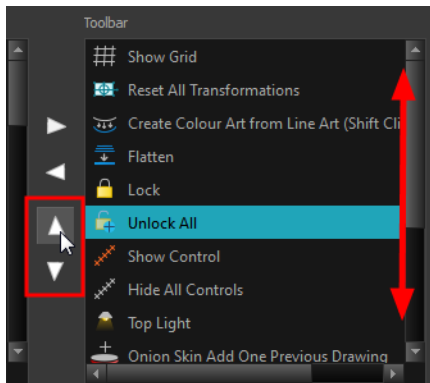 Toolbar
Show Grid
Reset All Transformations
Create Colour Art from Line Art (Shift Cli
Flatten
Lock
Unlock All
Show Control
Hide All Controls
Top Light
Onion Skin Add One Previous Drawing